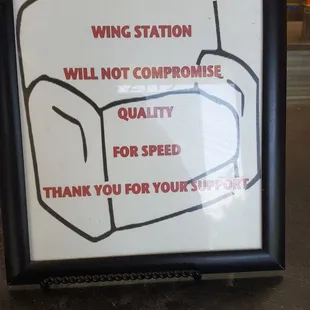 WING STATION
WILL NOT COMPROMISE
QUALITY
FOR SPEED
THANK YOU FOR YOUR SUPPORT